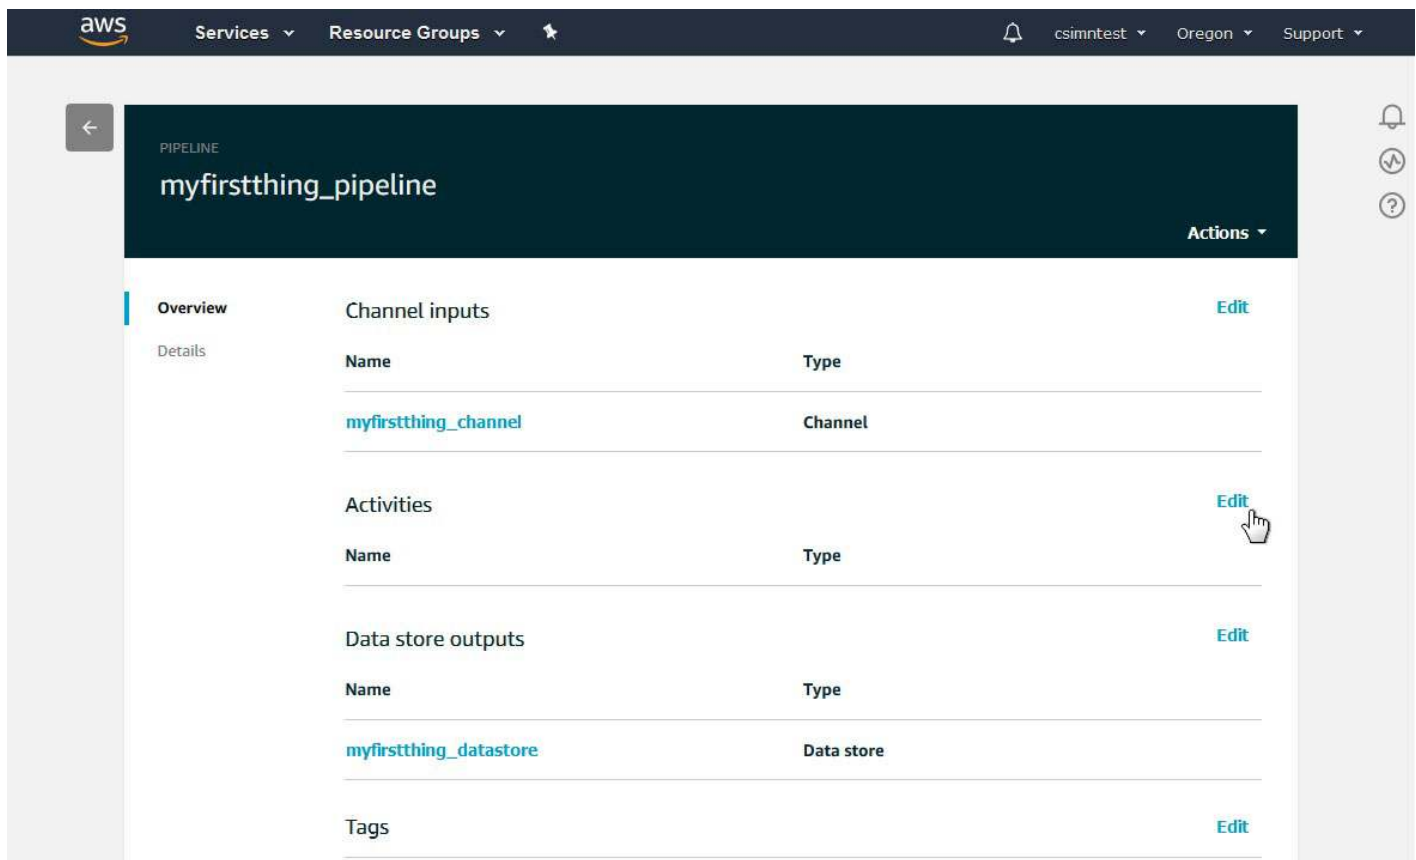 aws Services Resource Groups csimntest Oregon Support
PIPELINE
myfirstthing_pipeline
Actions
Overview
Details
Channel inputs Edit
Name Type
myfirstthing_channel Channel
Activities Edit
Name Type
Data store outputs Edit
Name Type
myfirstthing_datastore Data store
Tags Edit